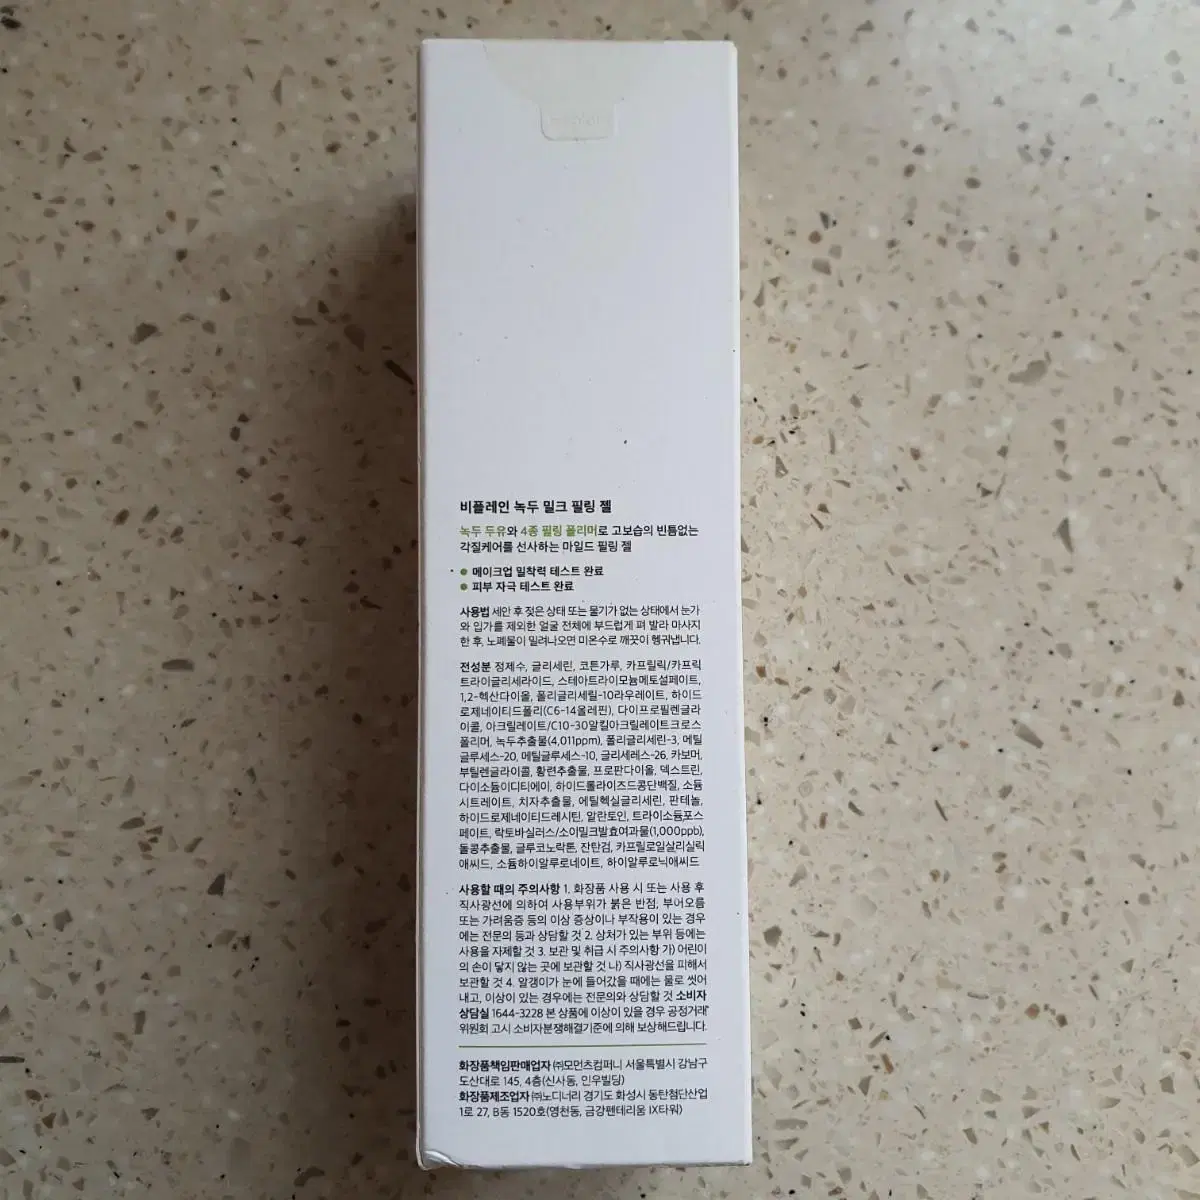 비플레인 녹두 밀크 필링 젤
녹두 두유와 4종 필링 폴리머로 고보습의 빈틈없는
각질케어를 선사하는 마일드 필링 젤
● 메이크업 밀착력 테스트 완료
● 피부 자극 테스트 완료
사용법 세안 후 젖은 상태 또는 물기가 없는 상태에서 눈가
와 입가를 제외한 얼굴 전체에 부드럽게 펴 발라 마사지
한 후, 노폐물이 밀려나오면 미온수로 깨끗이 헹궈냅니다.
전성분 정제수, 글리세린, 코튼가루, 카프릴릭/카프릭
트라이글리세라이드, 스테아트라이모늄메토설페이트,
1,2-헥산다이올, 폴리글리세릴-10라우레이트, 하이드
로제네이티드폴리(C6-14올레핀), 다이프로필렌글라
이콜, 아크릴레이트/C10-30알킬아크릴레이트크로스
폴리머, 녹두추출물(4,011ppm), 폴리글리세린-3, 메틸
글루세스-20, 메틸글루세스-10, 글리세레스-26, 카보머,
부틸렌글라이콜, 황련추출물, 프로판다이올, 덱스트린,
다이소듐이디티에이, 하이드롤라이즈드콩단백질, 소듐
시트레이트, 치자추출물, 에틸헥실글리세린, 판테놀,
하이드로제네이티드레시틴, 알란토인, 트라이소듐포스
페이트, 락토바실러스/소이밀크발효여과물(1,000ppb),
돌콩추출물, 글루코노락톤, 잔탄검, 카프릴로일살리실릭
애씨드, 소듐하이알루로네이트, 하이알루로닉애씨드
사용할 때의 주의사항 1. 화장품 사용 시 또는 사용 후
직사광선에 의하여 사용부위가 붉은 반점, 부어오름
또는 가려움증 등의 이상 증상이나 부작용이 있는 경우
에는 전문의 등과 상담할 것 2. 상처가 있는 부위 등에는
사용을 자제할 것 3. 보관 및 취급 시 주의사항 가) 어린이
의 손이 닿지 않는 곳에 보관할 것 나) 직사광선을 피해서
보관할 것 4. 알갱이가 눈에 들어갔을 때에는 물로 씻어
내고, 이상이 있는 경우에는 전문의와 상담할 것 소비자
상담실 1644-3228 본 상품에 이상이 있을 경우 공정거래
위원회 고시 소비자분쟁해결기준에 의해 보상해드립니다.
화장품책임판매업자 ㈜모먼츠컴퍼니 서울특별시 강남구
도산대로 145, 4층(신사동, 인우빌딩)
화장품제조업자 ㈜노디너리 경기도 화성시 동탄첨단산업
1로 27, B동 1520호(영천동, 금강펜테리움 IX타워)